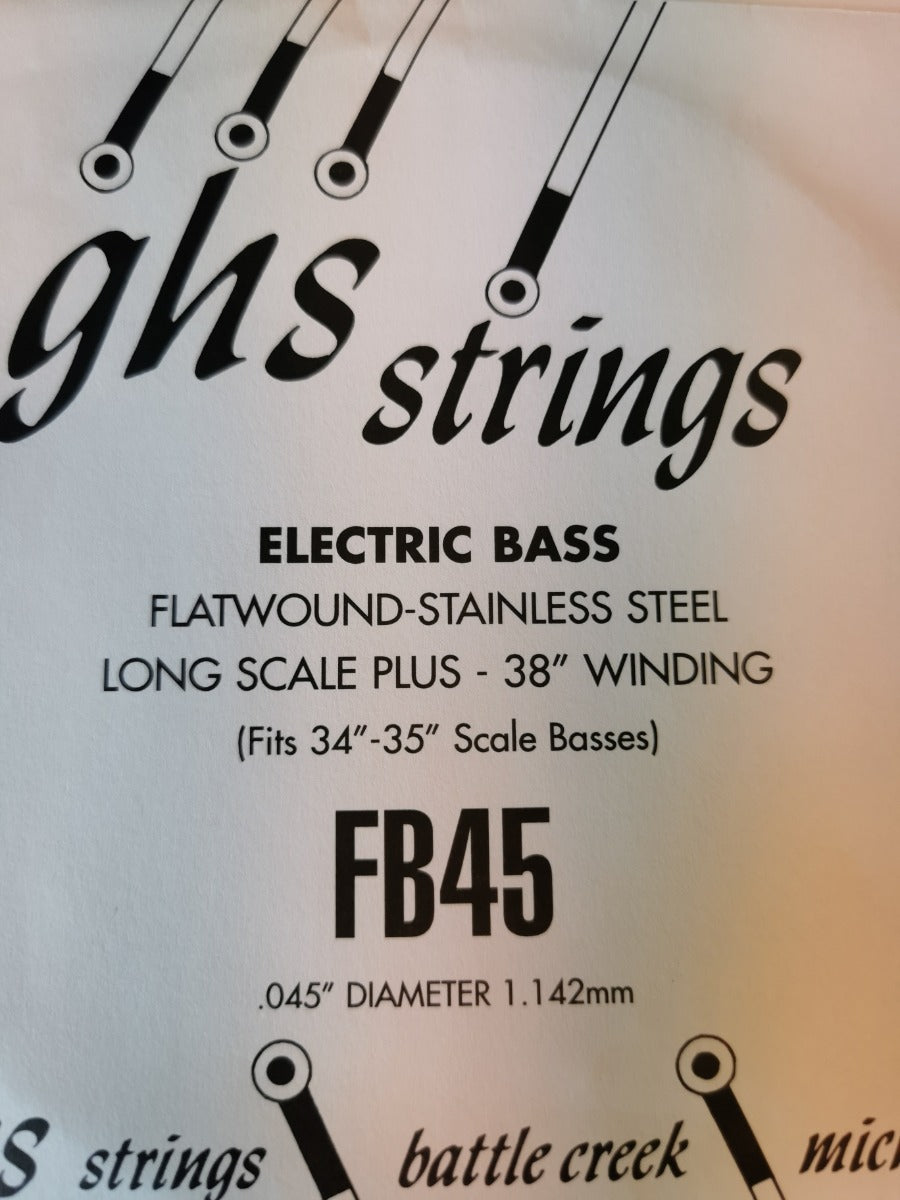 ghs
strings
ELECTRIC BASS
FLATWOUND-STAINLESS STEEL
LONG SCALE PLUS - 38″ WINDING
(Fits 34″-35″ Scale Basses)
FB45
.045″ DIAMETER 1.142mm
strings battle creek